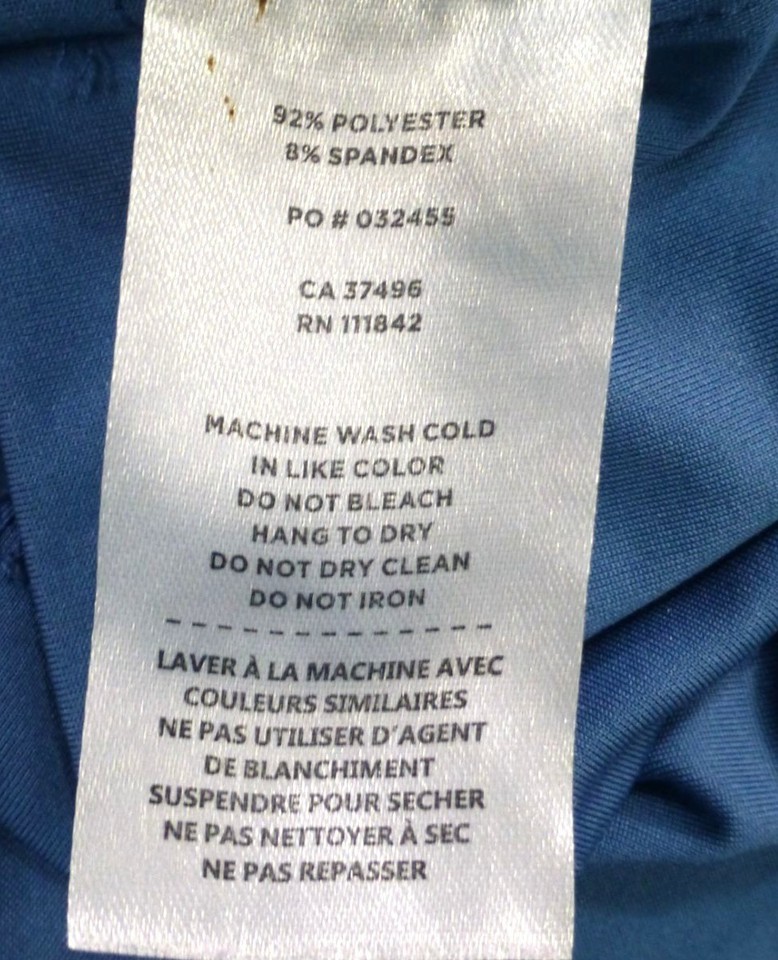 92% POLYESTER
8% SPANDEX
PO # 032455
CA 37496
RN 111842
MACHINE WASH COLD
IN LIKE COLOR
DO NOT BLEACH
HANG TO DRY
DO NOT DRY CLEAN
DO NOT IRON
LAVER À LA MACHINE AVEC
COULEURS SIMILAIRES
NE PAS UTILISER D'AGENT
DE BLANCHIMENT
SUSPENDRE POUR SECHER
NE PAS NETTOYER À SEC
NE PAS REPASSER